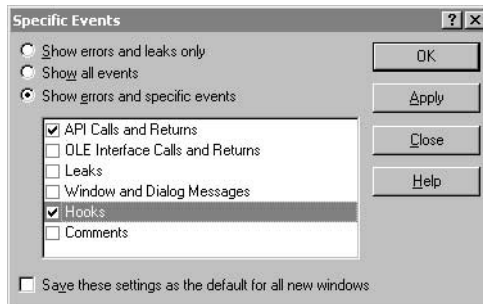 Specific Events
Show errors and leaks only
Show all events
Show errors and specific events
API Calls and Returns
OLE Interface Calls and Returns
Leaks
Window and Dialog Messages
Hooks
Comments
Save these settings as the default for all new windows
OK
Apply
Close
Help